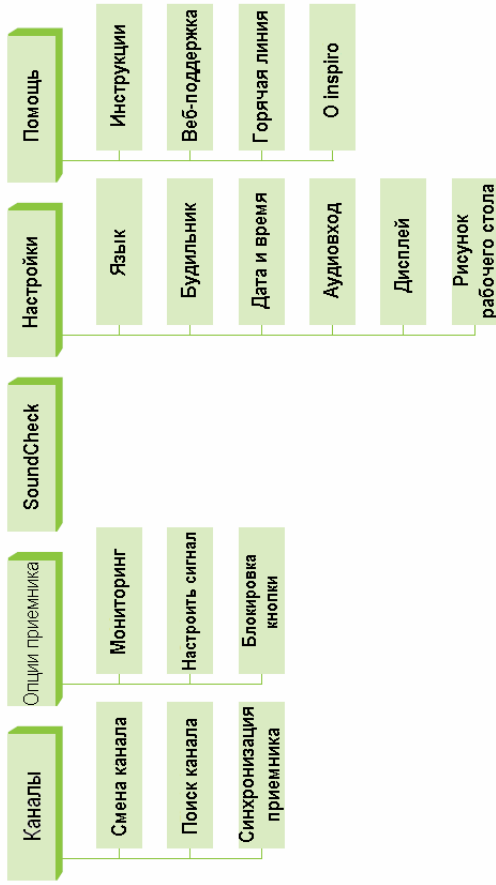 Каналы
Смена канала
Поиск канала
Синхронизация
приемника
Опции приемника
Мониторинг
Настроить сигнал
Блокировка
кнопки
SoundCheck
Настройки
Язык
Будильник
Дата и время
Аудиовход
Дисплей
Рисунок
рабочего стола
Помощь
Инструкции
Веб-поддержка
Горячая линия
О inspiro